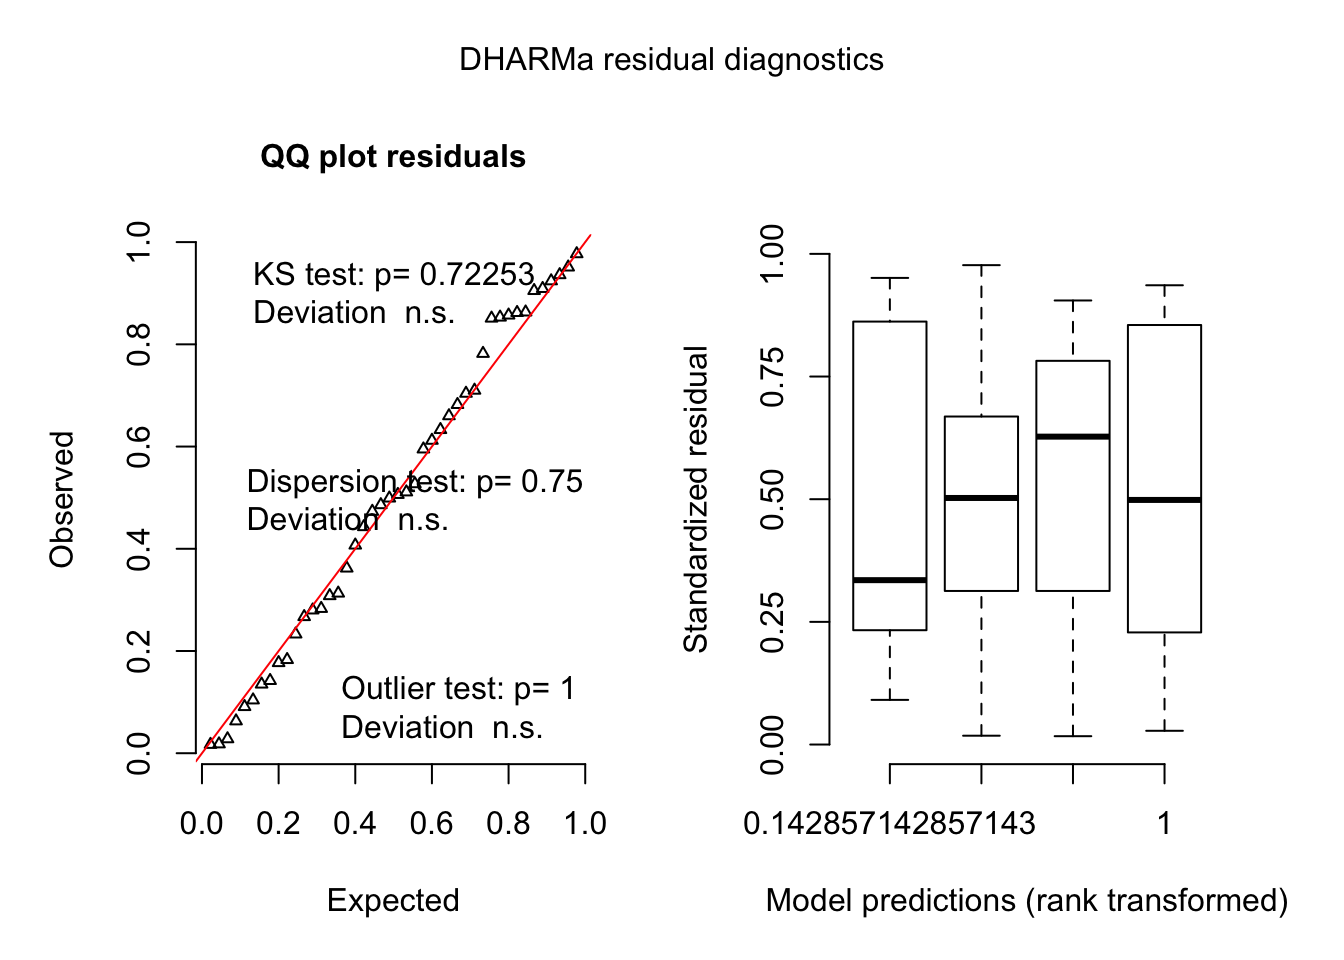 DHARMa residual diagnostics
QQ plot residuals
KS test: p= 0.72253
Deviation  n.s.
Dispersion test: p= 0.75
Deviation  n.s.
Outlier test: p= 1
Deviation  n.s.
Observed
0.0 0.2 0.4 0.6 0.8 1.0
0.0 0.2 0.4 0.6 0.8 1.0
Expected
Standardized residual
0.00 0.25 0.50 0.75 1.00
0.142857142857143 1
Model predictions (rank transformed)